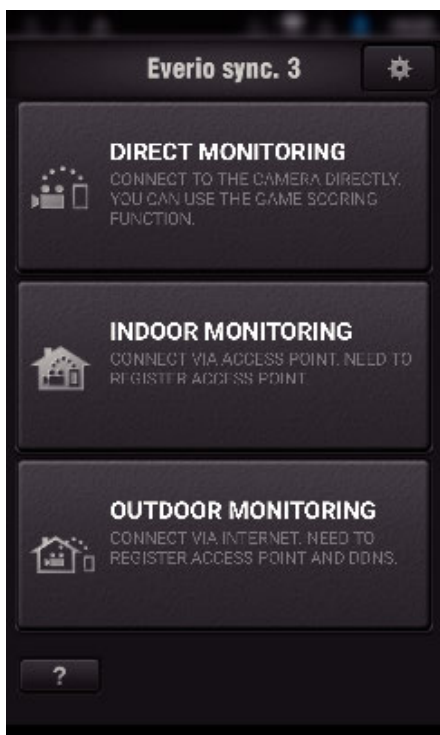 Everio sync. 3
DIRECT MONITORING
CONNECT TO THE CAMERA DIRECTLY.
YOU CAN USE THE GAME SCORING
FUNCTION.
INDOOR MONITORING
CONNECT VIA ACCESS POINT. NEED TO
REGISTER ACCESS POINT.
OUTDOOR MONITORING
CONNECT VIA INTERNET. NEED TO
REGISTER ACCESS POINT AND DDNS.
?